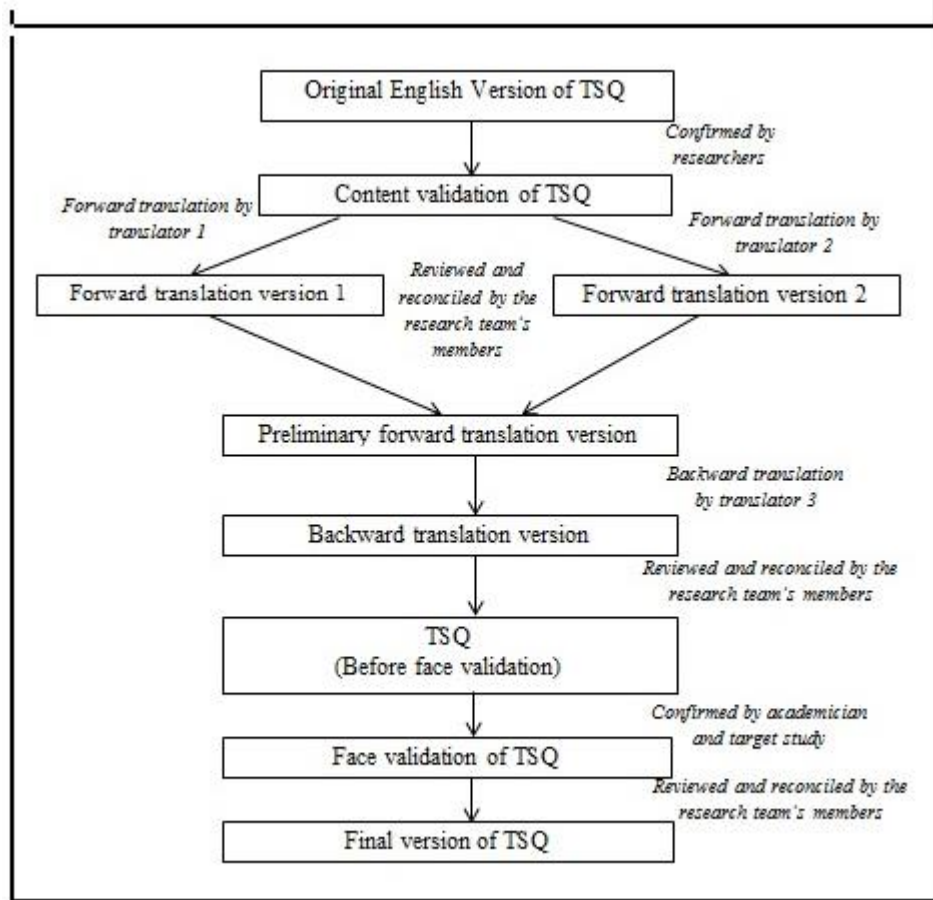 Original English Version of TSQ
Confirmed by
researchers
Content validation of TSQ
Forward translation by
translator 1
Forward translation by
translator 2
Forward translation version 1
Reviewed and
reconciled by the
research team's
members
Forward translation version 2
Preliminary forward translation version
Backward translation
by translator 3
Backward translation version
Reviewed and reconciled by the
research team's members
TSQ
(Before face validation)
Confirmed by academician
and target study
Face validation of TSQ
Reviewed and reconciled by the
research team's members
Final version of TSQ